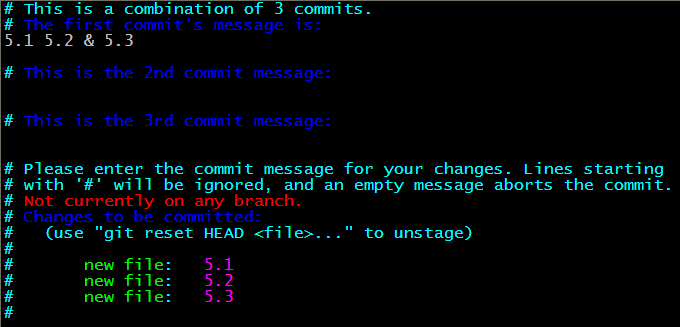 # This is a combination of 3 commits.
# The first commit's message is:
5.1 5.2 & 5.3
# This is the 2nd commit message:
# This is the 3rd commit message:
# Please enter the commit message for your changes. Lines starting
# with '#' will be ignored, and an empty message aborts the commit.
# Not currently on any branch.
# Changes to be committed:
#   (use "git reset HEAD <file>..." to unstage)
#
#       new file:   5.1
#       new file:   5.2
#       new file:   5.3
#